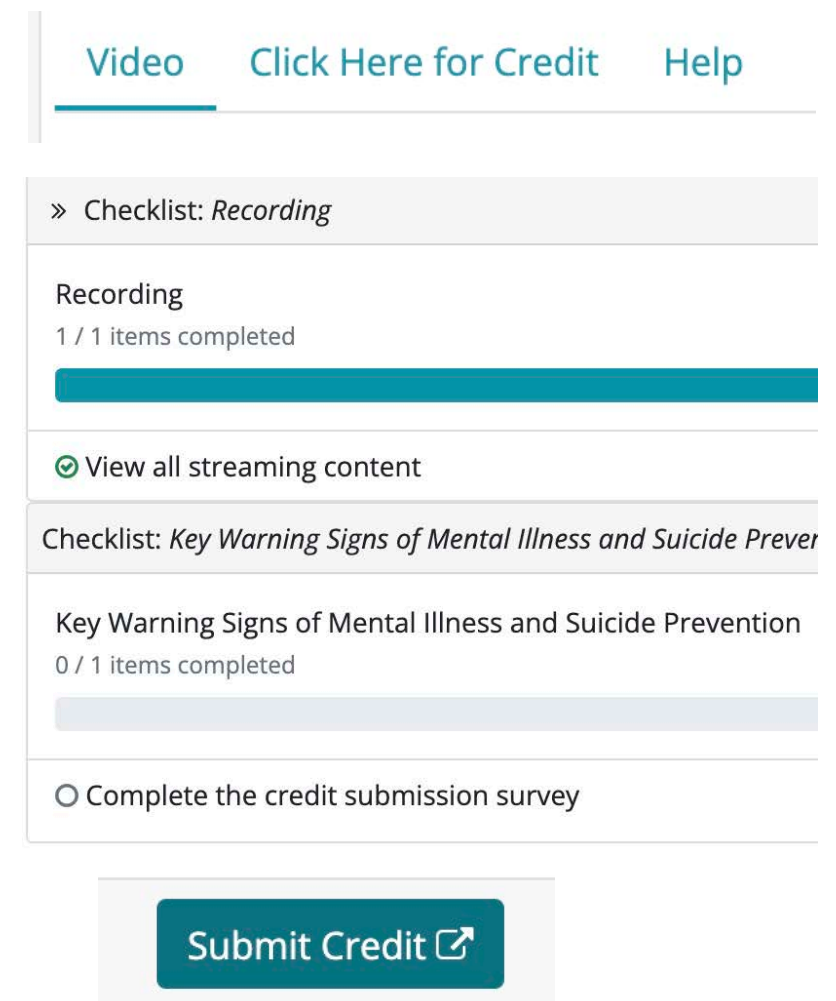 Video Click Here for Credit Help
» Checklist: Recording
Recording
1 / 1 items completed
View all streaming content
Checklist: Key Warning Signs of Mental Illness and Suicide
Key Warning Signs of Mental Illness and Suicide Prevention
0 / 1 items completed
Complete the credit submission survey
Submit Credit